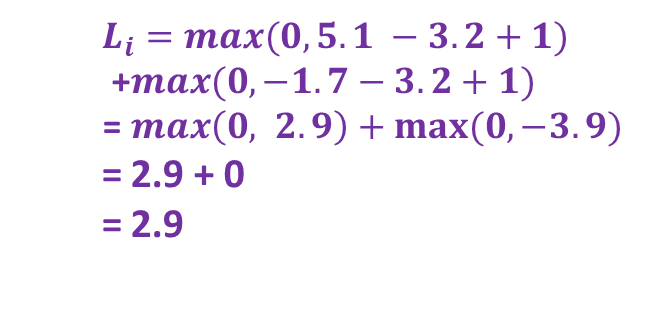 L_i = max(0, 5.1 − 3.2 + 1)
+max(0, −1.7 − 3.2 + 1)
= max(0, 2.9) + max(0, −3.9)
= 2.9 + 0
= 2.9